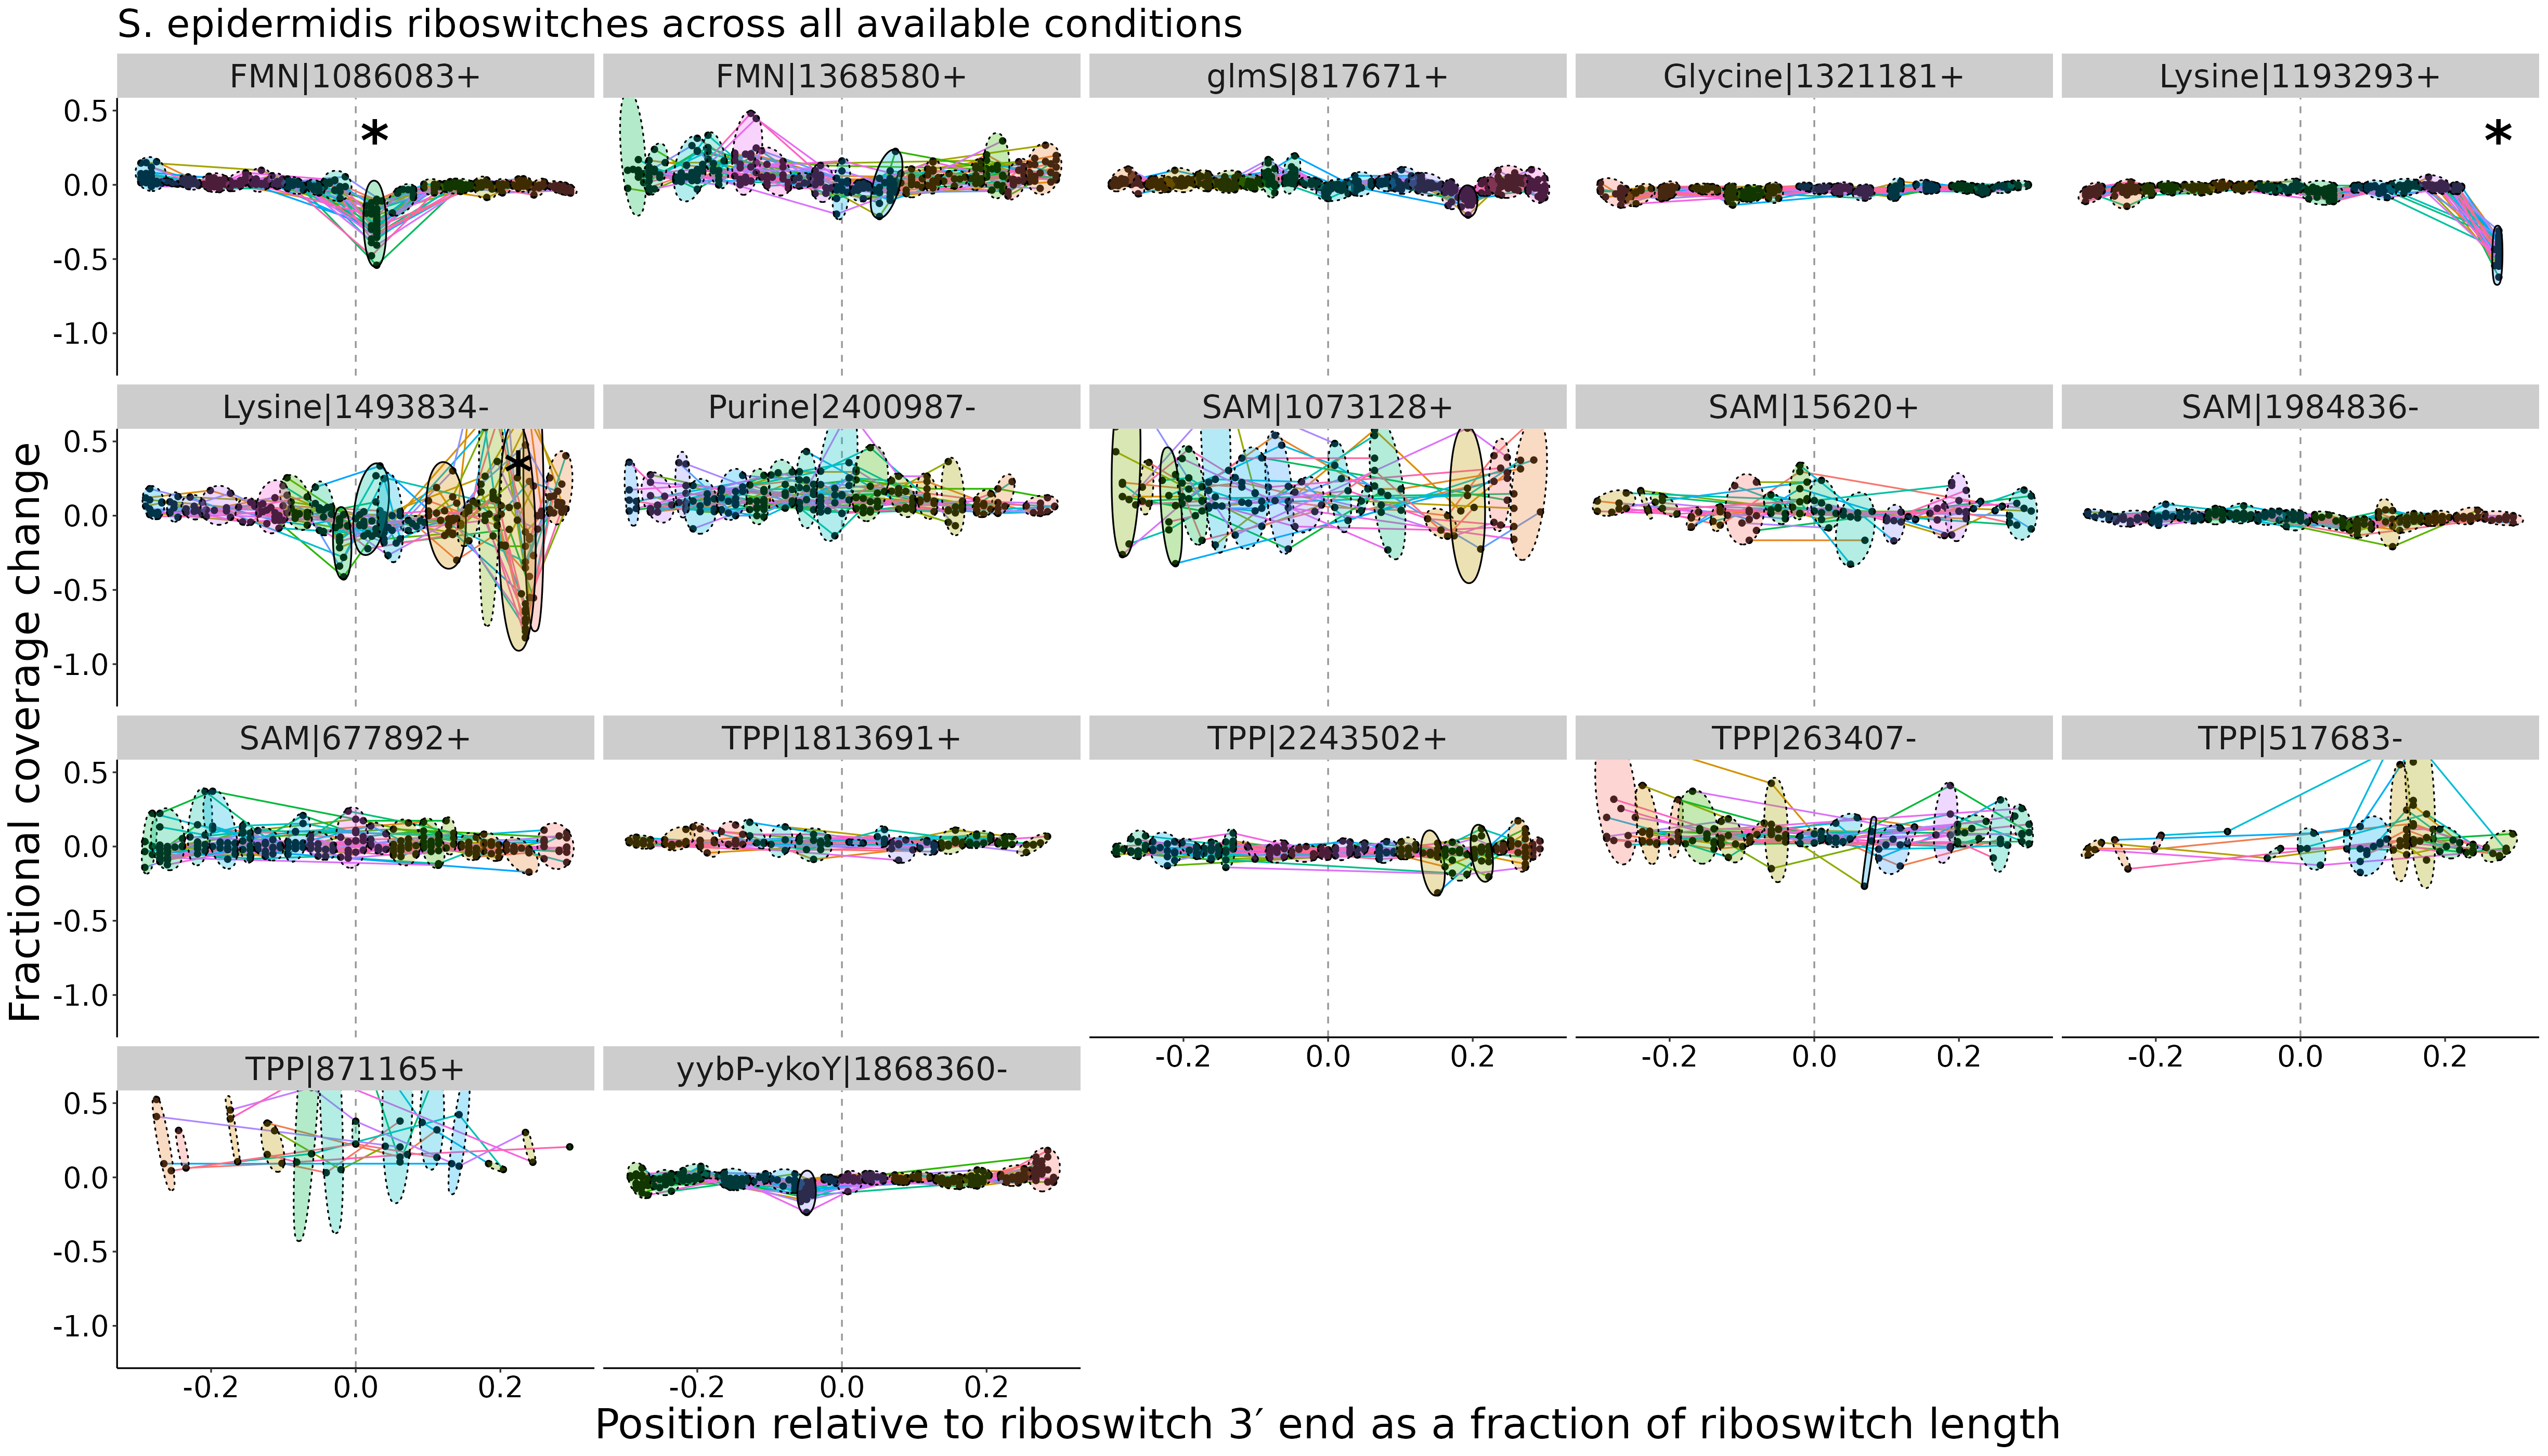 S. epidermidis riboswitches across all available conditions
FMN|1086083+ FMN|1368580+ glmS|817671+ Glycine|1321181+ Lysine|1193293+
0.5
*
*
0.0
-0.5
-1.0
Lysine|1493834- Purine|2400987- SAM|1073128+ SAM|15620+ SAM|1984836-
0.5
*
0.0
-0.5
-1.0
Fractional coverage change
SAM|677892+ TPP|1813691+ TPP|2243502+ TPP|263407- TPP|517683-
0.5
0.0
-0.5
-1.0
-0.2 0.0 0.2 -0.2 0.0 0.2 -0.2 0.0 0.2
TPP|871165+ yybP-ykoY|1868360-
0.5
0.0
-0.5
-1.0
-0.2 0.0 0.2 -0.2 0.0 0.2
Position relative to riboswitch 3′ end as a fraction of riboswitch length